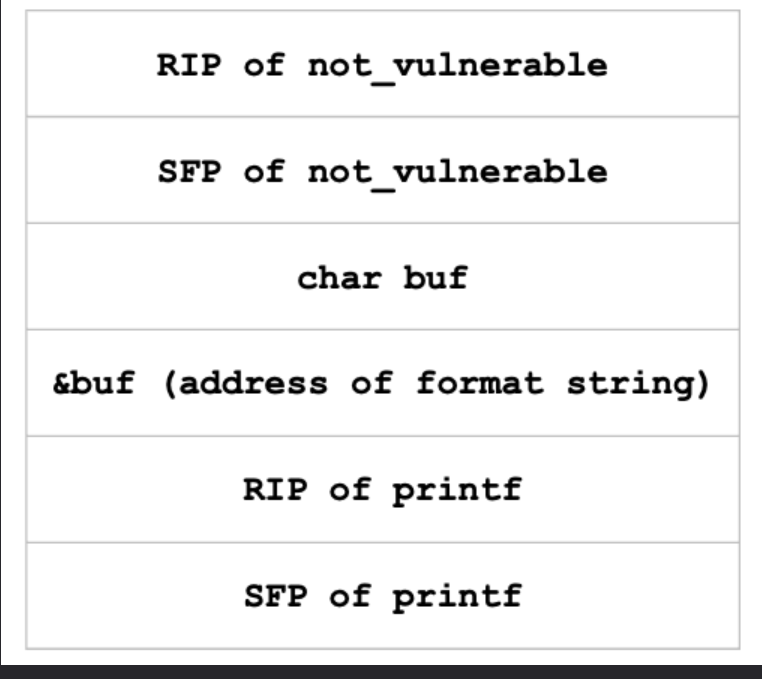 RIP of not_vulnerable
SFP of not_vulnerable
char buf
&buf (address of format string)
RIP of printf
SFP of printf